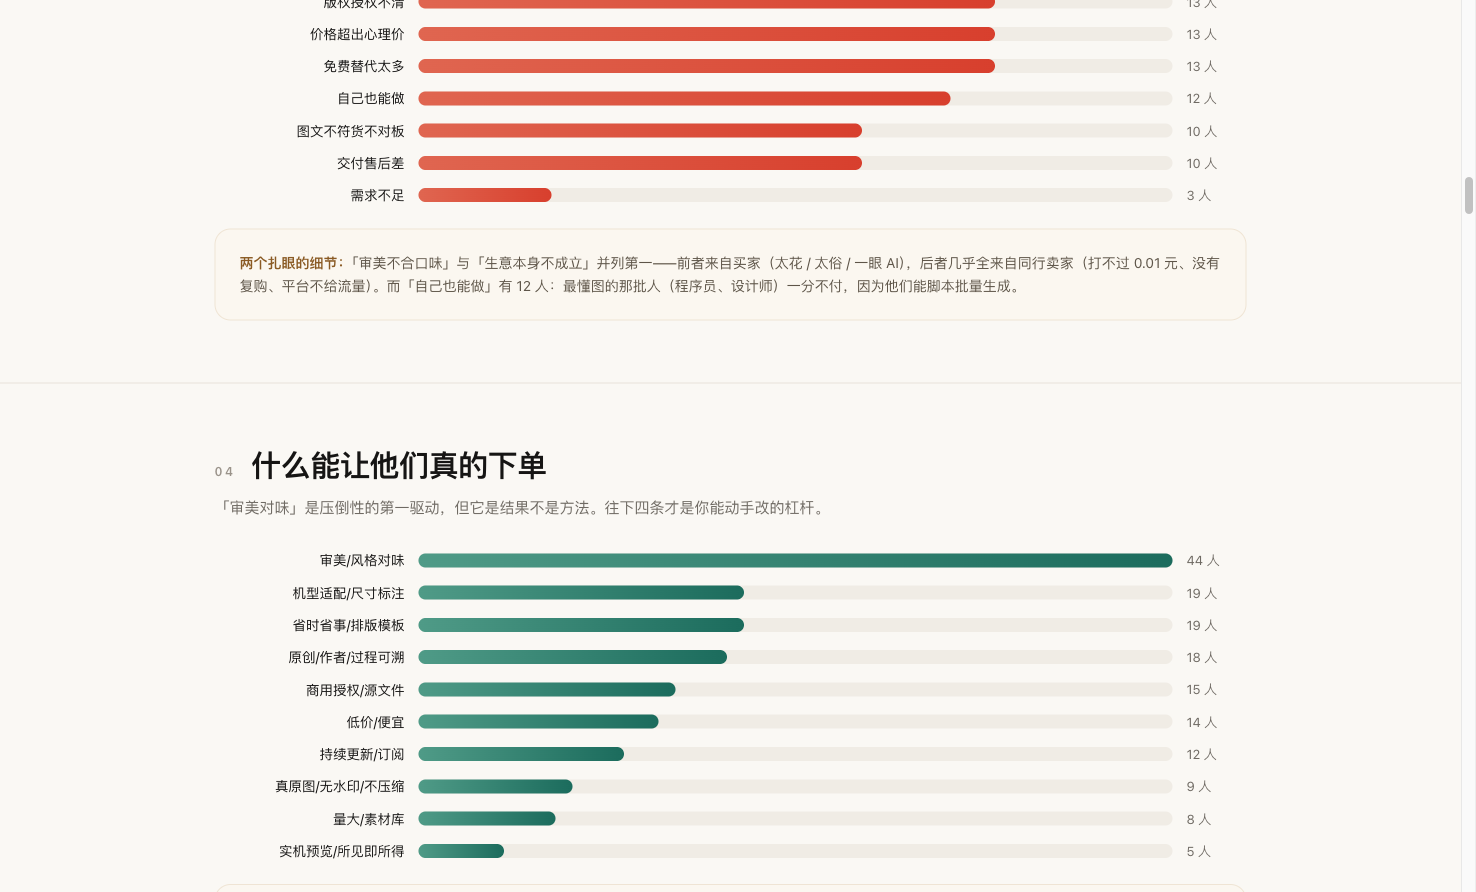 版权授权不清 13 人
价格超出心理价 13 人
免费替代太多 13 人
自己也能做 12 人
图文不符货不对板 10 人
交付售后差 10 人
需求不足 3 人
两个扎眼的细节：「审美不合口味」与「生意本身不成立」并列第一——前者来自买家（太花 / 太俗 / 一眼 AI），后者几乎全来自同行卖家（打不过 0.01 元、没有
复购、平台不给流量）。而「自己也能做」有 12 人：最懂图的那批人（程序员、设计师）一分不付，因为他们能脚本批量生成。
04 什么能让他们真的下单
「审美对味」是压倒性的第一驱动，但它是结果不是方法。往下四条才是你能动手改的杠杆。
审美/风格对味 44 人
机型适配/尺寸标注 19 人
省时省事/排版模板 19 人
原创/作者/过程可溯 18 人
商用授权/源文件 15 人
低价/便宜 14 人
持续更新/订阅 12 人
真原图/无水印/不压缩 9 人
量大/素材库 8 人
实机预览/所见即所得 5 人